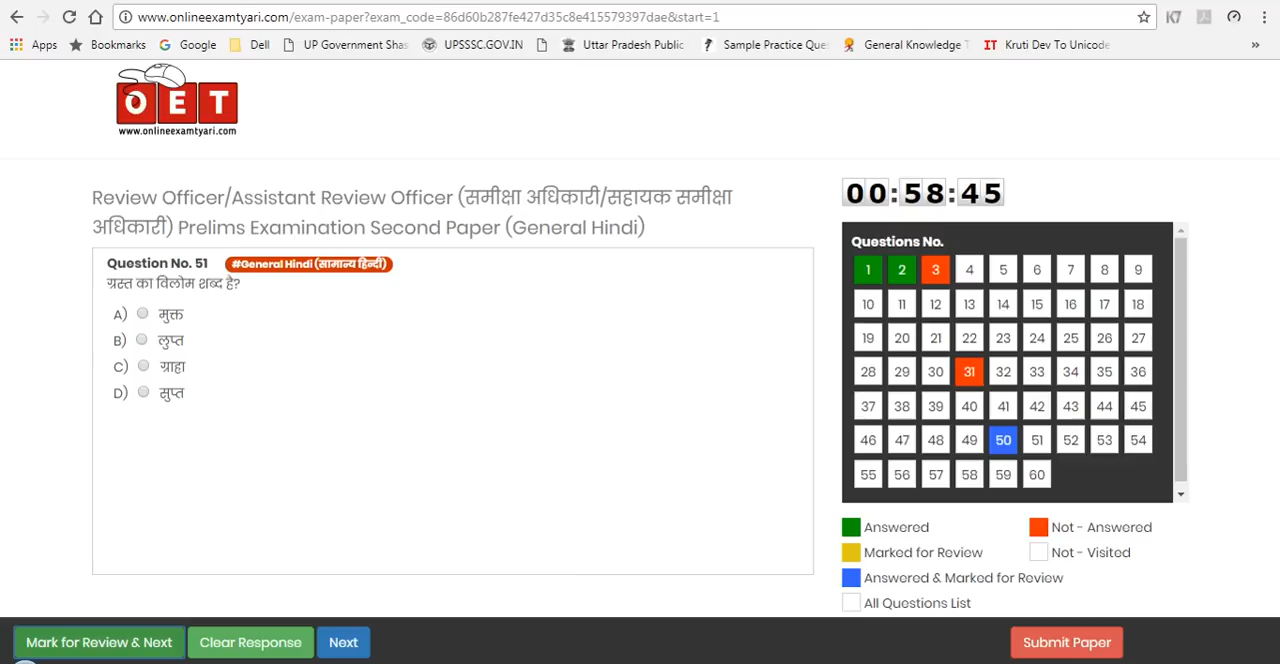 www.onlineexamtyari.com/exam-paper?exam_code=86d60b287fe427d35c8e415579397dae&start=1
Apps Bookmarks Google Dell UP Government Shas UPSSSC.GOV.IN Uttar Pradesh Public Sample Practice Que General Knowledge T IT Kruti Dev To Unicode »
OET
www.onlineexamtyari.com
Review Officer/Assistant Review Officer (समीक्षा अधिकारी/सहायक समीक्षा
अधिकारी) Prelims Examination Second Paper (General Hindi)
Question No. 51 #General Hindi (सामान्य हिन्दी)
ग्रस्त का विलोम शब्द है?
A) मुक्त
B) लुप्त
C) ग्राहा
D) सुप्त
00:58:45
Questions No.
1 2 3 4 5 6 7 8 9
10 11 12 13 14 15 16 17 18
19 20 21 22 23 24 25 26 27
28 29 30 31 32 33 34 35 36
37 38 39 40 41 42 43 44 45
46 47 48 49 50 51 52 53 54
55 56 57 58 59 60
Answered Not - Answered
Marked for Review Not - Visited
Answered & Marked for Review
All Questions List
Mark for Review & Next Clear Response Next Submit Paper